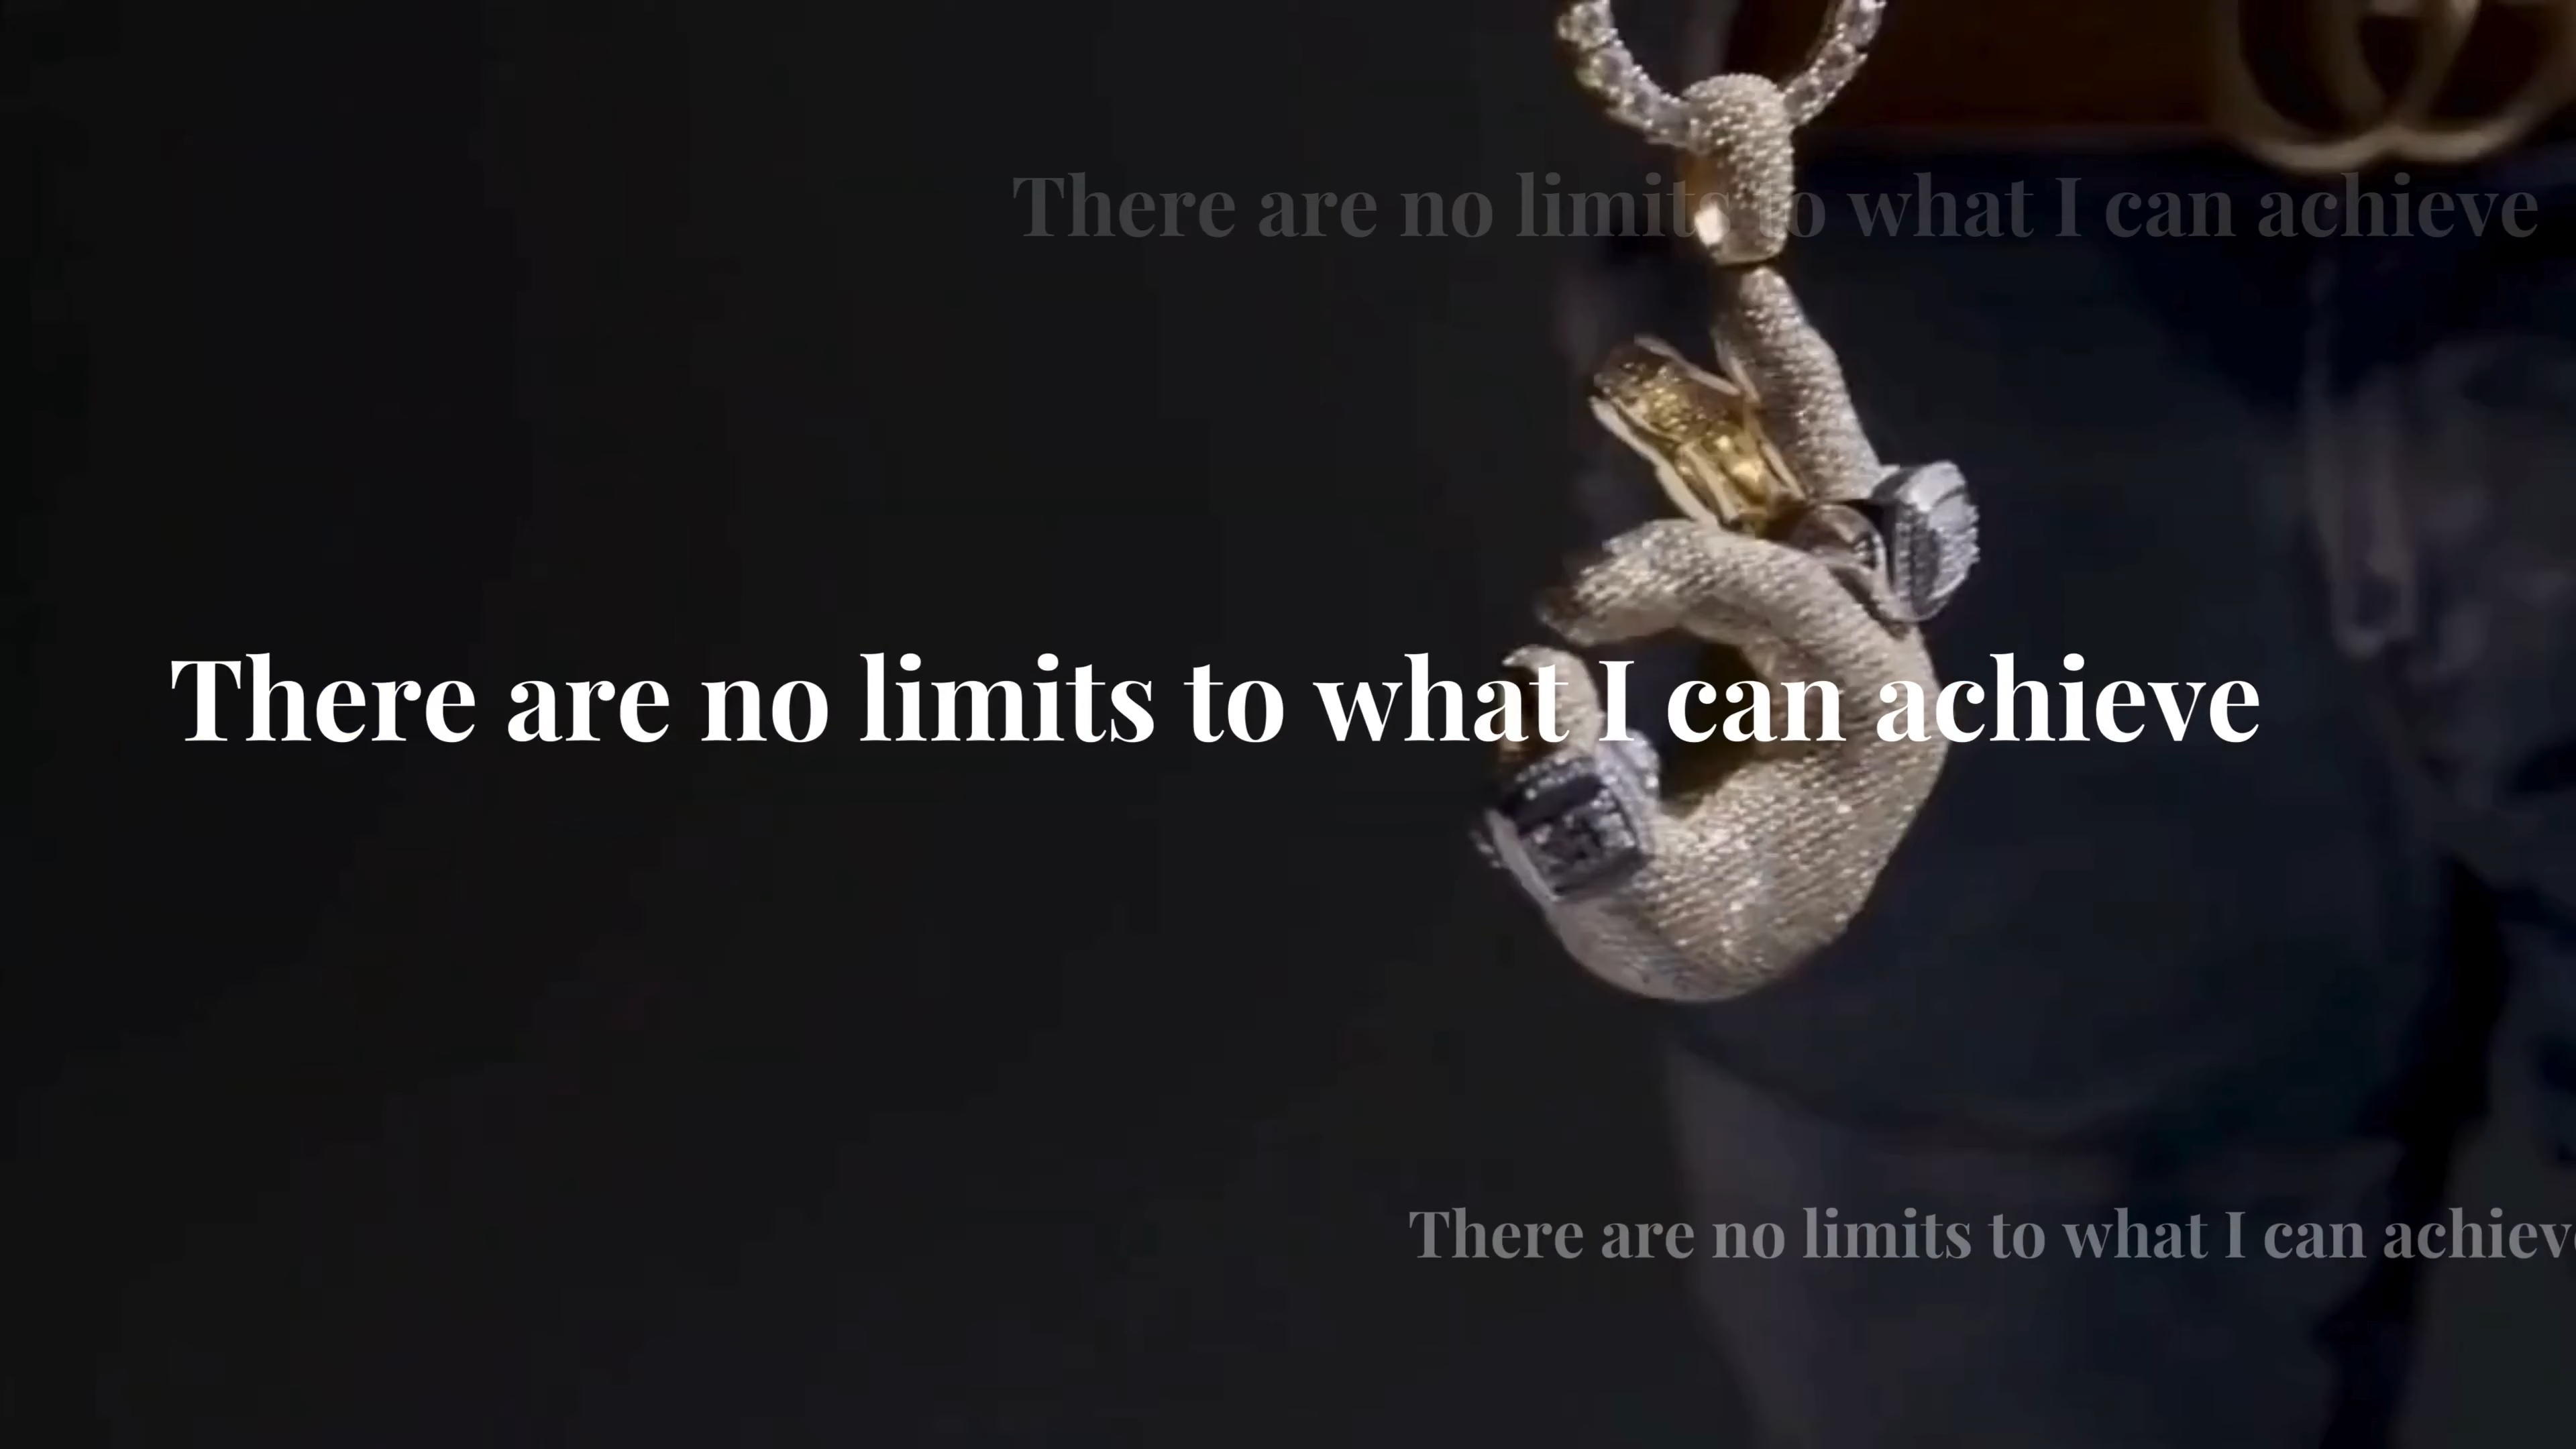 There are no limits to what I can achieve
There are no limits to what I can achieve
There are no limits to what I can achiev